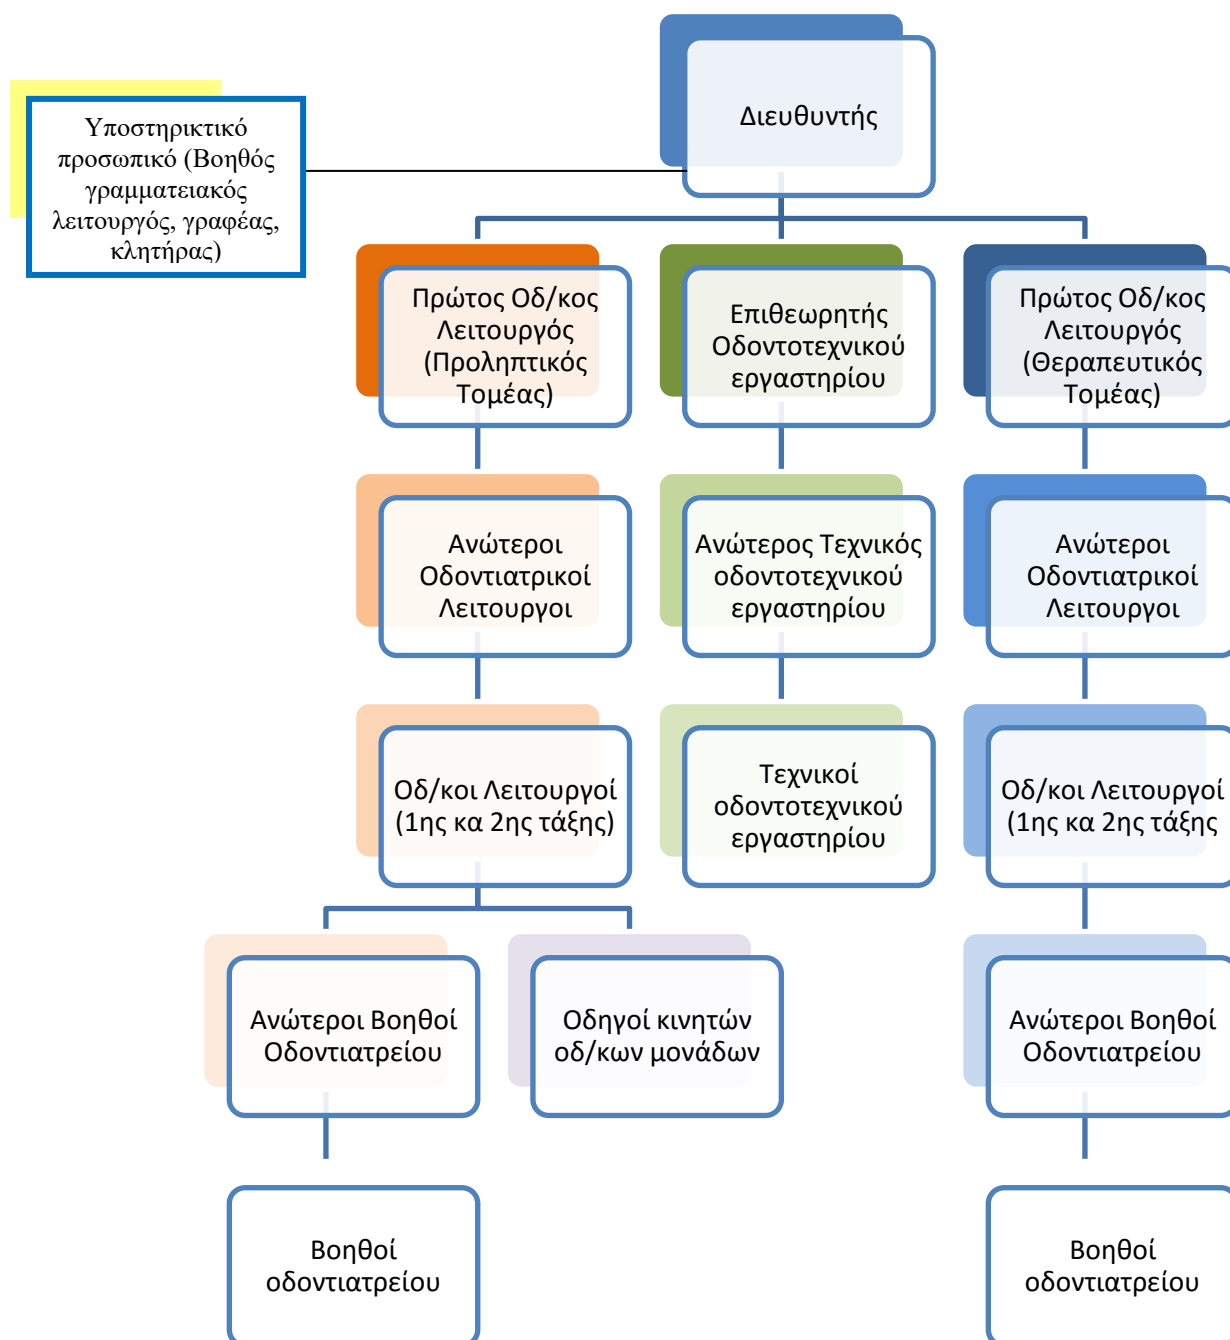 Διευθυντής
Υποστηρικτικό
προσωπικό (Βοηθός
γραμματειακός
λειτουργός, γραφέας,
κλητήρας)
Πρώτος Οδ/κος
Λειτουργός
(Προληπτικός
Τομέας)
Επιθεωρητής
Οδοντοτεχνικού
εργαστηρίου
Πρώτος Οδ/κος
Λειτουργός
(Θεραπευτικός
Τομέας)
Ανώτεροι
Οδοντιατρικοί
Λειτουργοι
Ανώτερος Τεχνικός
οδοντοτεχνικού
εργαστηρίου
Ανώτεροι
Οδοντιατρικοί
Λειτουργοι
Οδ/κοι Λειτουργοί
(1ης κα 2ης τάξης)
Τεχνικοί
οδοντοτεχνικού
εργαστηρίου
Οδ/κοι Λειτουργοί
(1ης κα 2ης τάξης
Ανώτεροι Βοηθοί
Οδοντιατρείου
Οδηγοί κινητών
οδ/κων μονάδων
Ανώτεροι Βοηθοί
Οδοντιατρείου
Βοηθοί
οδοντιατρείου
Βοηθοί
οδοντιατρείου